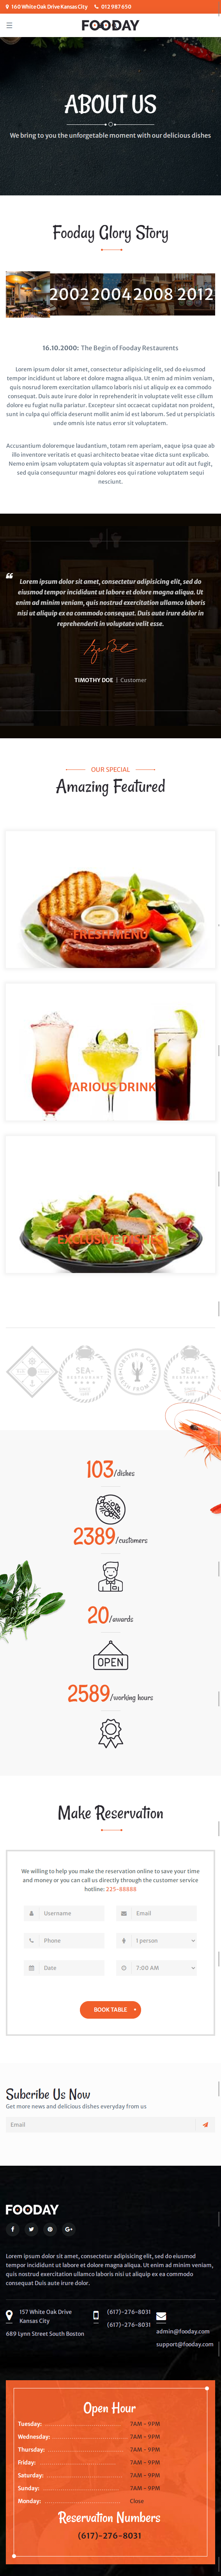 160 White Oak Drive Kansas City 012 987 650
FOODAY
ABOUT US
We bring to you the unforgetable moment with our delicious dishes
Fooday Glory Story
2002 2004 2008 2012
16.10.2000: The Begin of Fooday Restaurents
Lorem ipsum dolor sit amet, consectetur adipisicing elit, sed do eiusmod
tempor incididunt ut labore et dolore magna aliqua. Ut enim ad minim veniam,
quis nostrud exercitation ullamco laboris nisi ut aliquip ex ea commodo
consequat. Duis aute irure dolor in reprehenderit in voluptate velit esse cillum
dolore eu fugiat nulla pariatur. Excepteur sint occaecat cupidatat non proident,
sunt in culpa qui officia deserunt mollit anim id est laborum. Sed ut perspiciatis
unde omnis iste natus error sit voluptatem.
Accusantium doloremque laudantium, totam rem aperiam, eaque ipsa quae ab
illo inventore veritatis et quasi architecto beatae vitae dicta sunt explicabo.
Nemo enim ipsam voluptatem quia voluptas sit aspernatur aut odit aut fugit,
sed quia consequuntur magni dolores eos qui ratione voluptatem sequi
nesciunt.
Lorem ipsum dolor sit amet, consectetur adipisicing elit, sed do
eiusmod tempor incididunt ut labore et dolore magna aliqua. Ut
enim ad minim veniam, quis nostrud exercitation ullamco laboris
nisi ut aliquip ex ea commodo consequat. Duis aure irure dolor in
reprehenderit in voluptate velit esse.
TIMOTHY DOE | Customer
OUR SPECIAL
Amazing Featured
FRESH MENU
VARIOUS DRINK
EXCLUSIVE DISHES
SEA-
RESTAURANT
SEA-
RESTAURANT
103/dishes
2389/customers
20/awards
OPEN
2589/working hours
Make Reservation
We willing to help you make the reservation online to save your time
and money or you can call us directly through the customer service
hotline: 225-88888
Username Email
Phone 1 person
Date 7:00 AM
BOOK TABLE
Subcribe Us Now
Get more news and delicious dishes everyday from us
Email
FOODAY
Lorem ipsum dolor sit amet, consectetur adipisicing elit, sed do eiusmod
tempor incididunt ut labore et dolore magna aliqua. Ut enim ad minim veniam,
quis nostrud exercitation ullamco laboris nisi ut aliquip ex ea commodo
consequat Duis aute irure dolor.
157 White Oak Drive
Kansas City
689 Lynn Street South Boston
(617)-276-8031
(617)-276-8031
admin@fooday.com
support@fooday.com
Open Hour
Tuesday: 7AM - 9PM
Wednesday: 7AM - 9PM
Thursday: 7AM - 9PM
Friday: 7AM - 9PM
Saturday: 7AM - 9PM
Sunday: 7AM - 9PM
Monday: Close
Reservation Numbers
(617)-276-8031